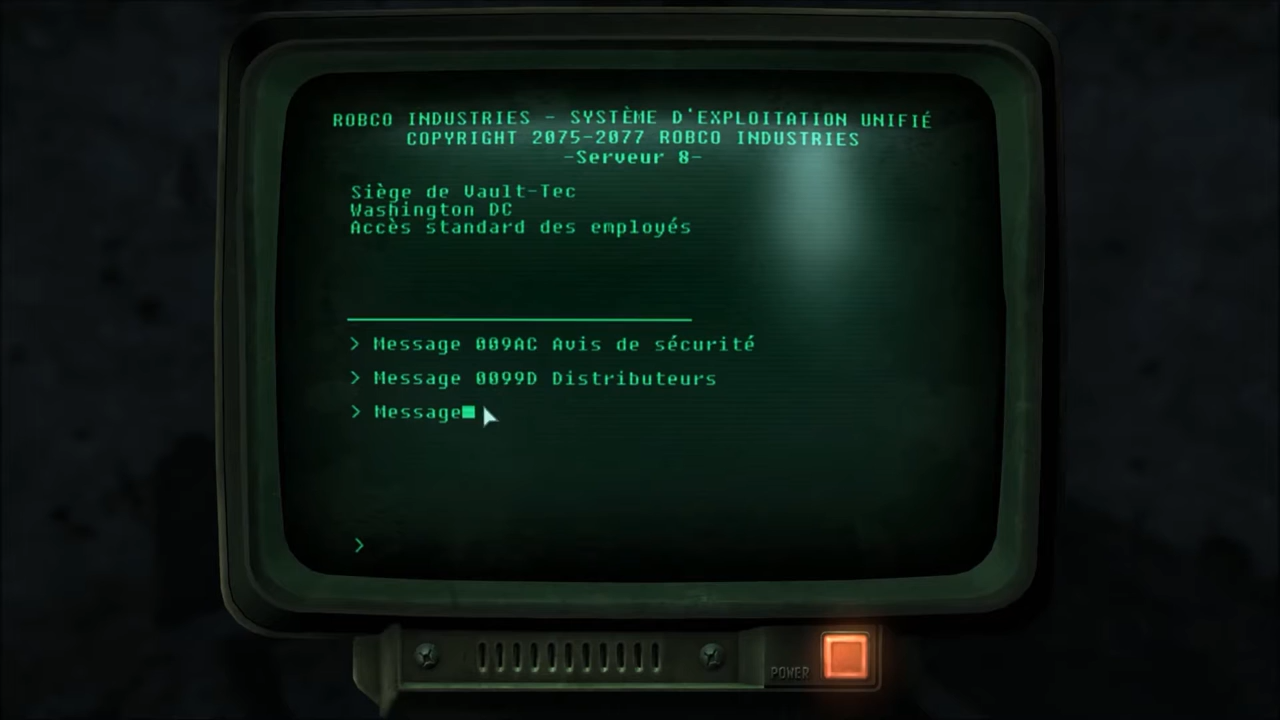 ROBCO INDUSTRIES - SYSTÈME D'EXPLOITATION UNIFIÉ
COPYRIGHT 2075-2077 ROBCO INDUSTRIES
-Serveur 8-
Siège de Vault-Tec
Washington DC
Accès standard des employés
> Message 009AC Avis de sécurité
> Message 0099D Distributeurs
> Message
>
POWER